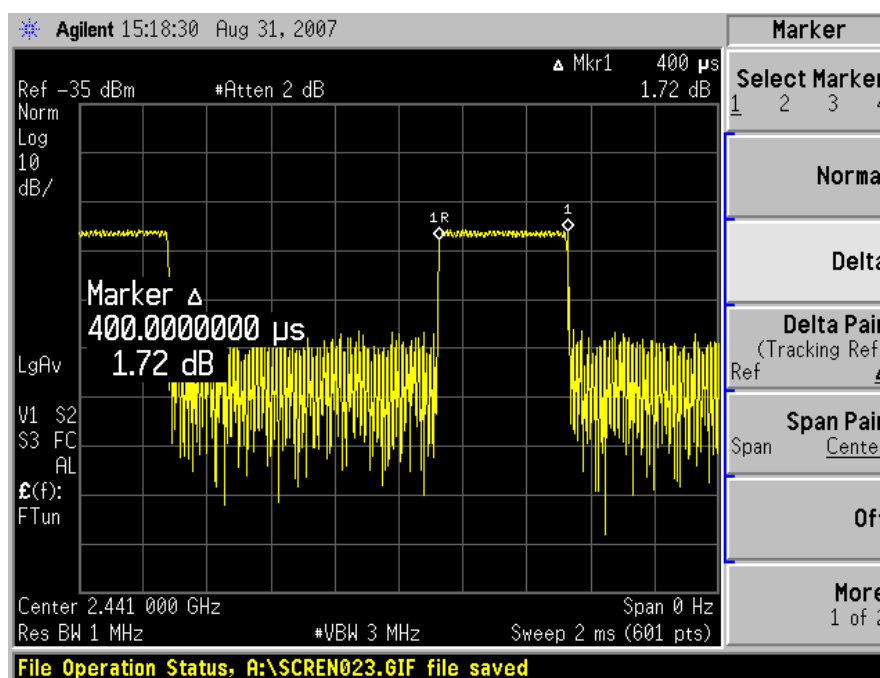 Agilent 15:18:30 Aug 31, 2007
Δ Mkr1 400 µs
Ref -35 dBm #Atten 2 dB 1.72 dB
Norm
Log
10
dB/
1R
1
Marker Δ
400.0000000 µs
1.72 dB
LgAv
V1 S2
S3 FC
AL
£(f):
FTun
Center 2.441 000 GHz Span 0 Hz
Res BW 1 MHz #VBW 3 MHz Sweep 2 ms (601 pts)
File Operation Status, A:\SCREN023.GIF file saved
Marker
Select Marker
1 2 3 4
Norma
Delta
Delta Pair
(Tracking Ref
Ref Δ
Span Pair
Span Cente
Of
More
1 of 2